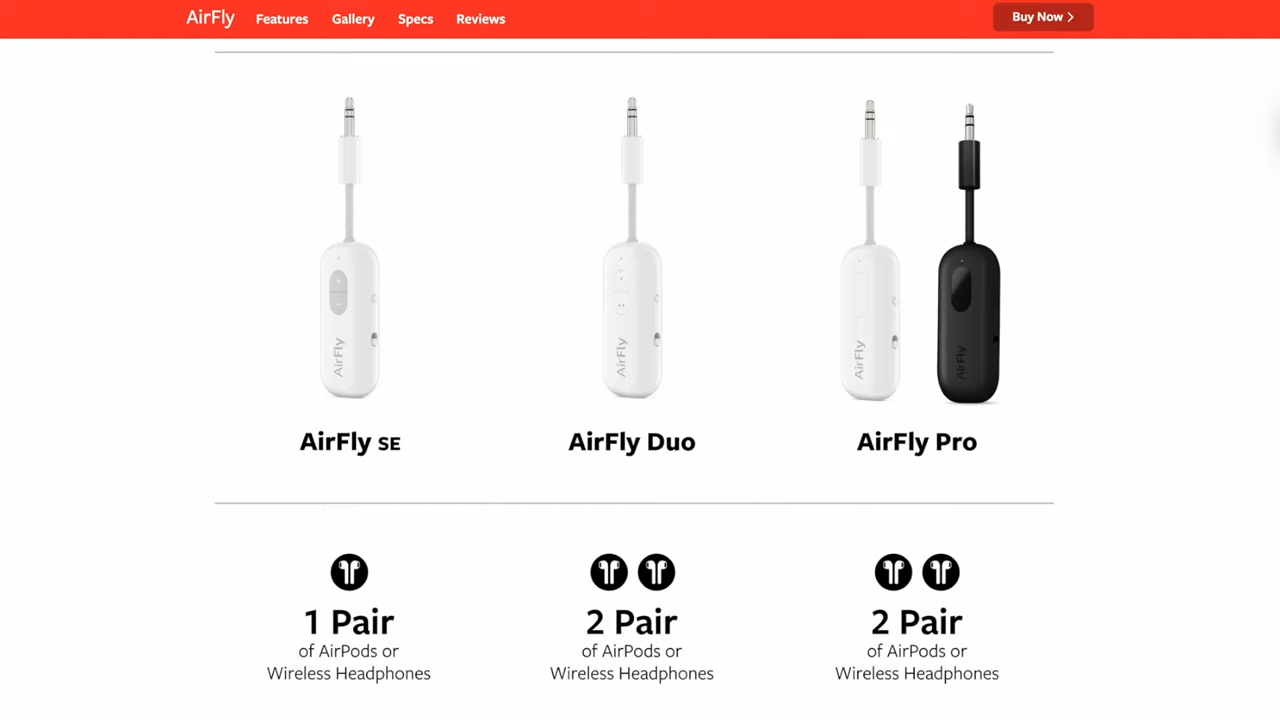 AirFly
Features
Gallery
Specs
Reviews
Buy Now
AirFly
AirFly
AirFly
AirFly
AirFly SE
AirFly Duo
AirFly Pro
1 Pair
of AirPods or
Wireless Headphones
2 Pair
of AirPods or
Wireless Headphones
2 Pair
of AirPods or
Wireless Headphones